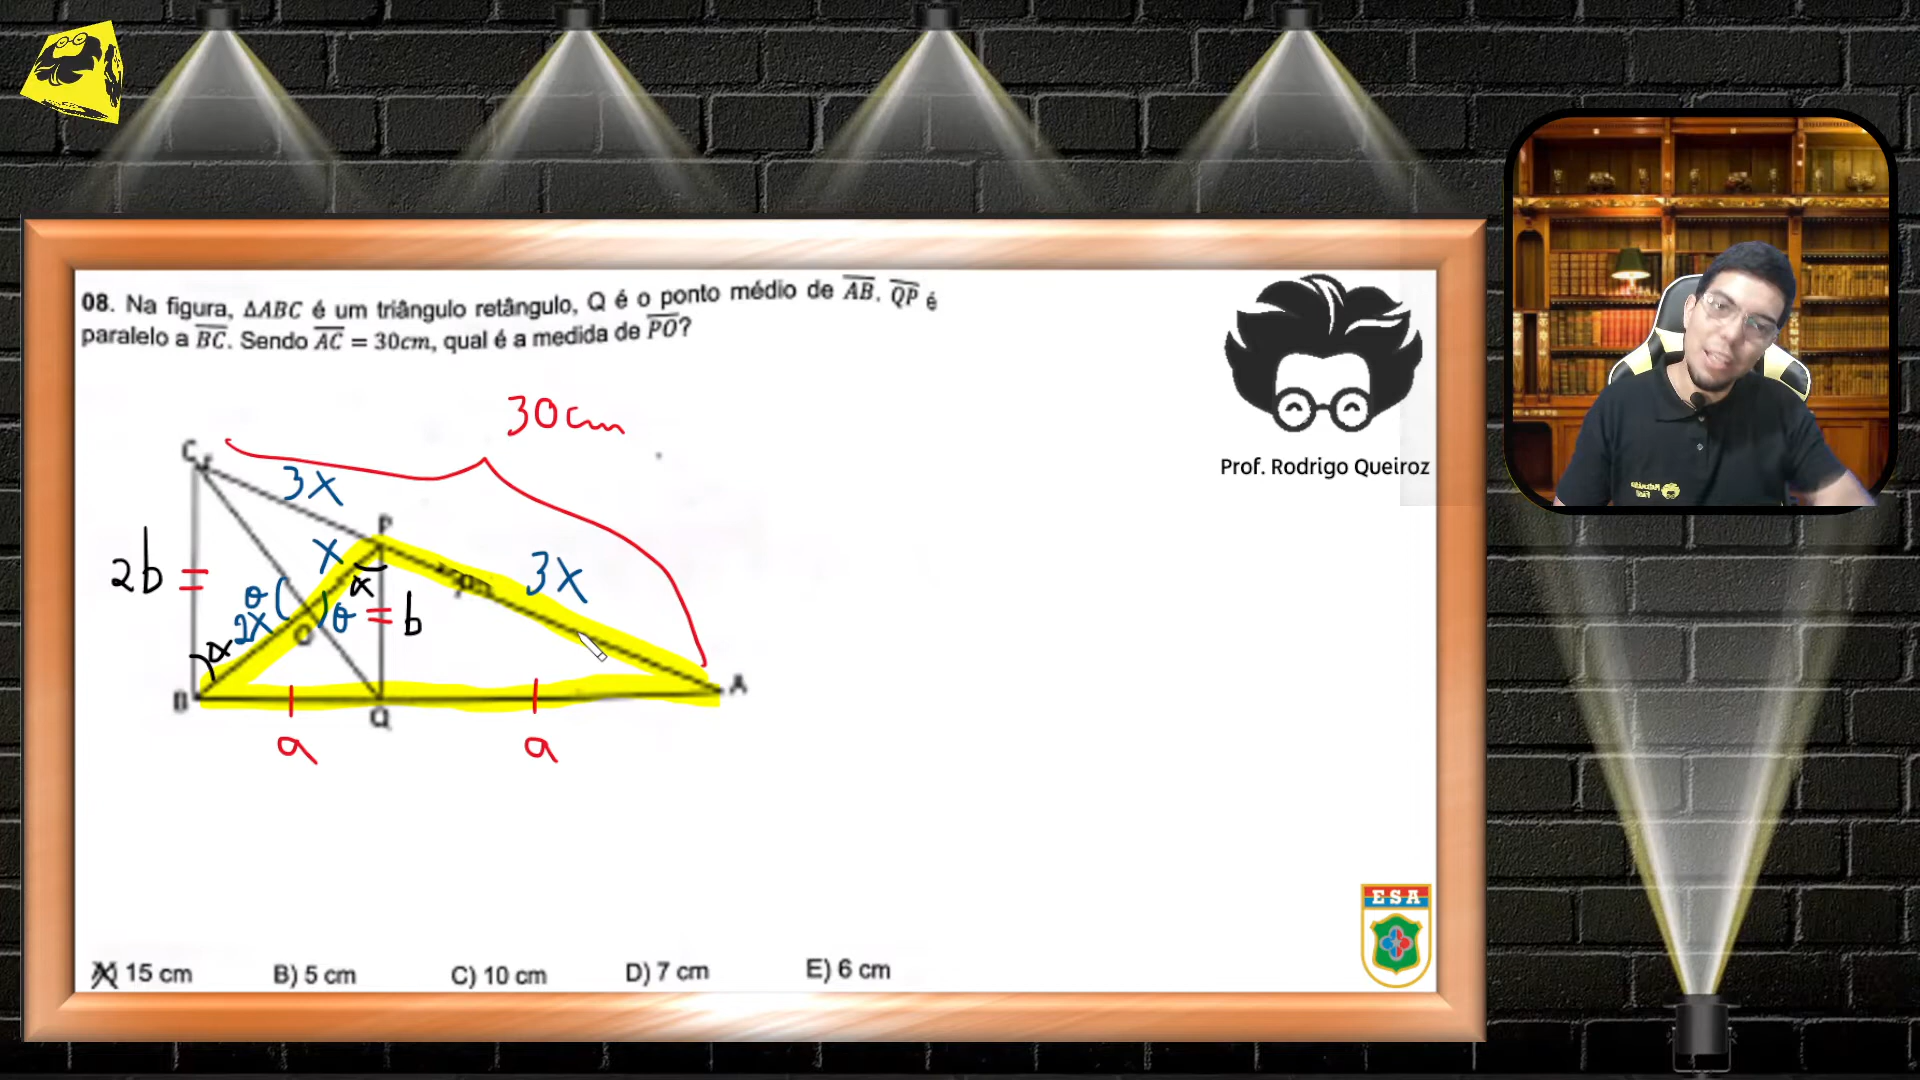 08. Na figura, ΔABC é um triângulo retângulo, Q é o ponto médio de AB. QP é
paralelo a BC. Sendo AC = 30cm, qual é a medida de PO?
30cm
C
3X
P
X
3X
2b
α
θ
θ
b
2X
O
α
B
Q
A
a
a
Prof. Rodrigo Queiroz
ESA
A) 15 cm
B) 5 cm
C) 10 cm
D) 7 cm
E) 6 cm